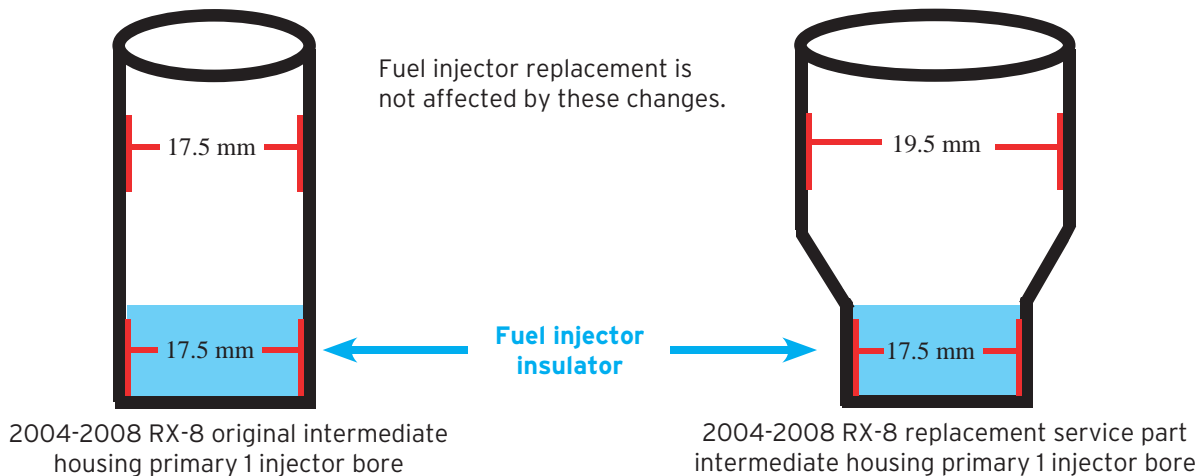 Fuel injector replacement is
not affected by these changes.
17.5 mm
19.5 mm
17.5 mm
Fuel injector
insulator
17.5 mm
2004-2008 RX-8 original intermediate
housing primary 1 injector bore
2004-2008 RX-8 replacement service part
intermediate housing primary 1 injector bore